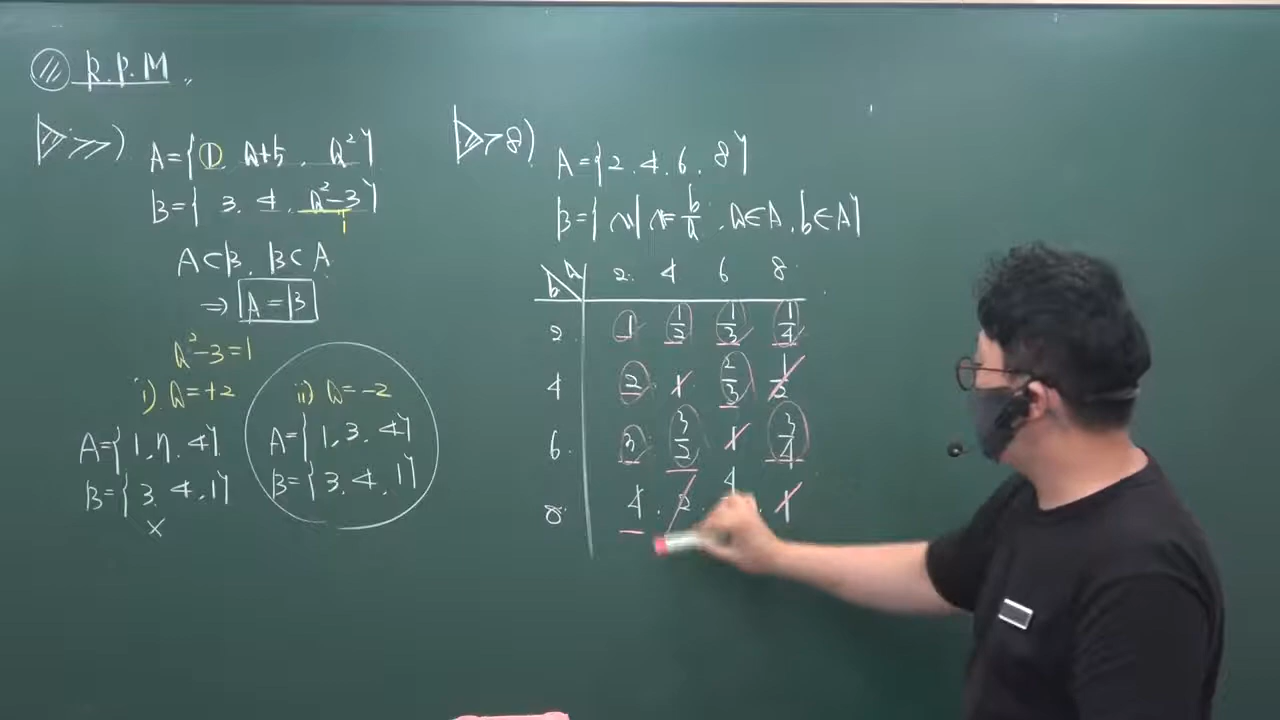 R.P.M
A={1, a+5, a²}
B={3, 4, a²-3}
1
A⊂B, B⊂A
⇒ A=B
a²-3=1
i) a=+2
A={1, 7, 4}
B={3, 4, 1}
×
ii) a=-2
A={1, 3, 4}
B={3, 4, 1}
8)
A={2, 4, 6, 8}
B={x|x=b/a, a∈A, b∈A}
b\a 2 4 6 8
2 1 1/2 1/3 1/4
4 2 1 2/3 1/2
6 3 3/2 1 3/4
8 4 2 4 1